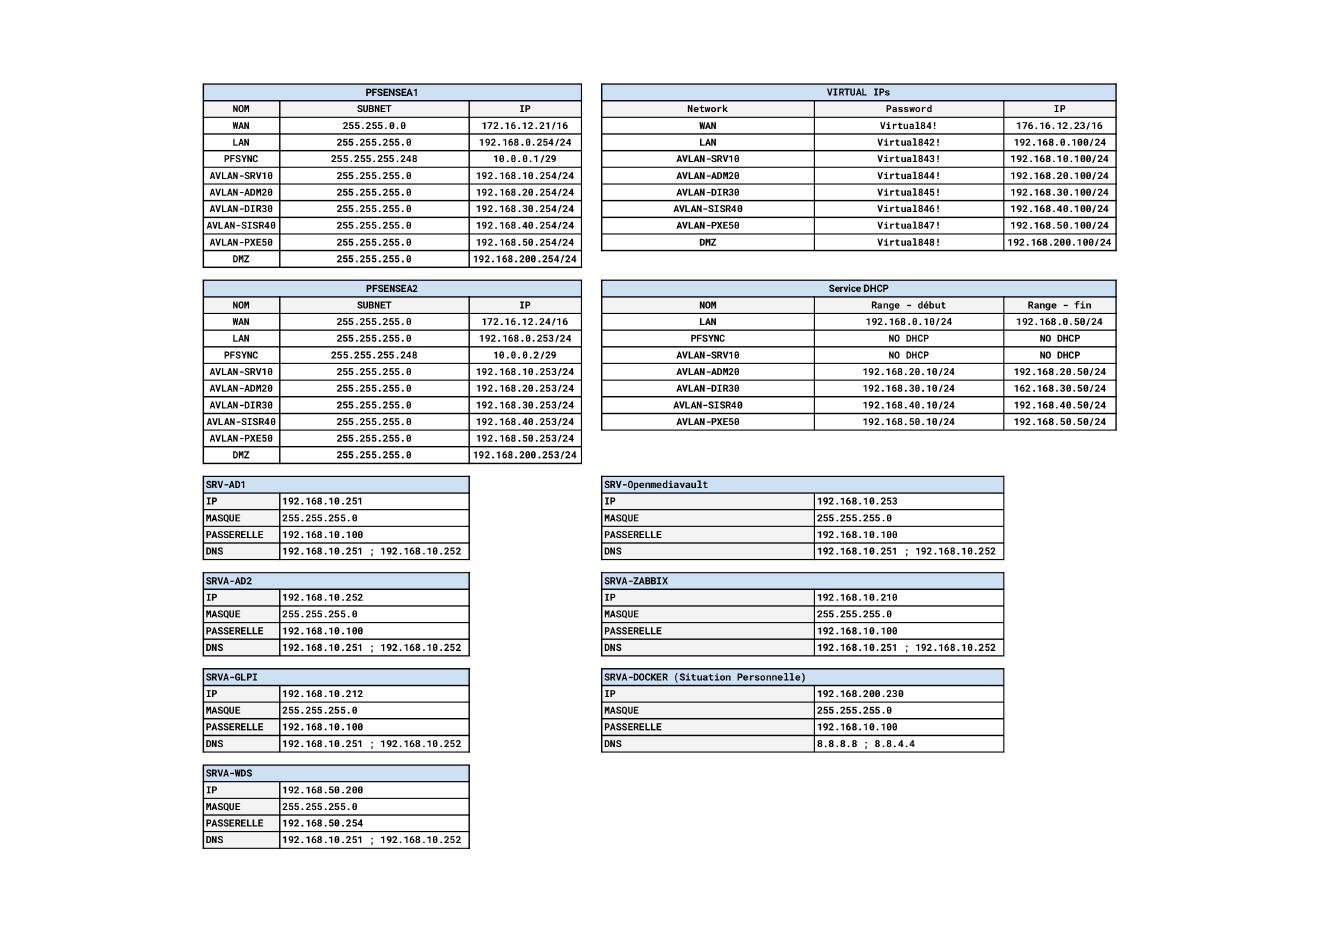 PFSENSEA1
NOM SUBNET IP
WAN 255.255.0.0 172.16.12.21/16
LAN 255.255.255.0 192.168.0.254/24
PFSYNC 255.255.255.248 10.0.0.1/29
AVLAN-SRV10 255.255.255.0 192.168.10.254/24
AVLAN-ADM20 255.255.255.0 192.168.20.254/24
AVLAN-DIR30 255.255.255.0 192.168.30.254/24
AVLAN-SISR40 255.255.255.0 192.168.40.254/24
AVLAN-PXE50 255.255.255.0 192.168.50.254/24
DMZ 255.255.255.0 192.168.200.254/24
VIRTUAL IPs
Network Password IP
WAN Virtual84! 176.16.12.23/16
LAN Virtual842! 192.168.0.100/24
AVLAN-SRV10 Virtual843! 192.168.10.100/24
AVLAN-ADM20 Virtual844! 192.168.20.100/24
AVLAN-DIR30 Virtual845! 192.168.30.100/24
AVLAN-SISR40 Virtual846! 192.168.40.100/24
AVLAN-PXE50 Virtual847! 192.168.50.100/24
DMZ Virtual848! 192.168.200.100/24
PFSENSEA2
NOM SUBNET IP
WAN 255.255.255.0 172.16.12.24/16
LAN 255.255.255.0 192.168.0.253/24
PFSYNC 255.255.255.248 10.0.0.2/29
AVLAN-SRV10 255.255.255.0 192.168.10.253/24
AVLAN-ADM20 255.255.255.0 192.168.20.253/24
AVLAN-DIR30 255.255.255.0 192.168.30.253/24
AVLAN-SISR40 255.255.255.0 192.168.40.253/24
AVLAN-PXE50 255.255.255.0 192.168.50.253/24
DMZ 255.255.255.0 192.168.200.253/24
Service DHCP
NOM Range - début Range - fin
LAN 192.168.0.10/24 192.168.0.50/24
PFSYNC NO DHCP NO DHCP
AVLAN-SRV10 NO DHCP NO DHCP
AVLAN-ADM20 192.168.20.10/24 192.168.20.50/24
AVLAN-DIR30 192.168.30.10/24 162.168.30.50/24
AVLAN-SISR40 192.168.40.10/24 192.168.40.50/24
AVLAN-PXE50 192.168.50.10/24 192.168.50.50/24
SRV-AD1
IP 192.168.10.251
MASQUE 255.255.255.0
PASSERELLE 192.168.10.100
DNS 192.168.10.251 ; 192.168.10.252
SRV-Openmediavault
IP 192.168.10.253
MASQUE 255.255.255.0
PASSERELLE 192.168.10.100
DNS 192.168.10.251 ; 192.168.10.252
SRVA-AD2
IP 192.168.10.252
MASQUE 255.255.255.0
PASSERELLE 192.168.10.100
DNS 192.168.10.251 ; 192.168.10.252
SRVA-ZABBIX
IP 192.168.10.210
MASQUE 255.255.255.0
PASSERELLE 192.168.10.100
DNS 192.168.10.251 ; 192.168.10.252
SRVA-GLPI
IP 192.168.10.212
MASQUE 255.255.255.0
PASSERELLE 192.168.10.100
DNS 192.168.10.251 ; 192.168.10.252
SRVA-DOCKER (Situation Personnelle)
IP 192.168.200.230
MASQUE 255.255.255.0
PASSERELLE 192.168.10.100
DNS 8.8.8.8 ; 8.8.4.4
SRVA-WDS
IP 192.168.50.200
MASQUE 255.255.255.0
PASSERELLE 192.168.50.254
DNS 192.168.10.251 ; 192.168.10.252